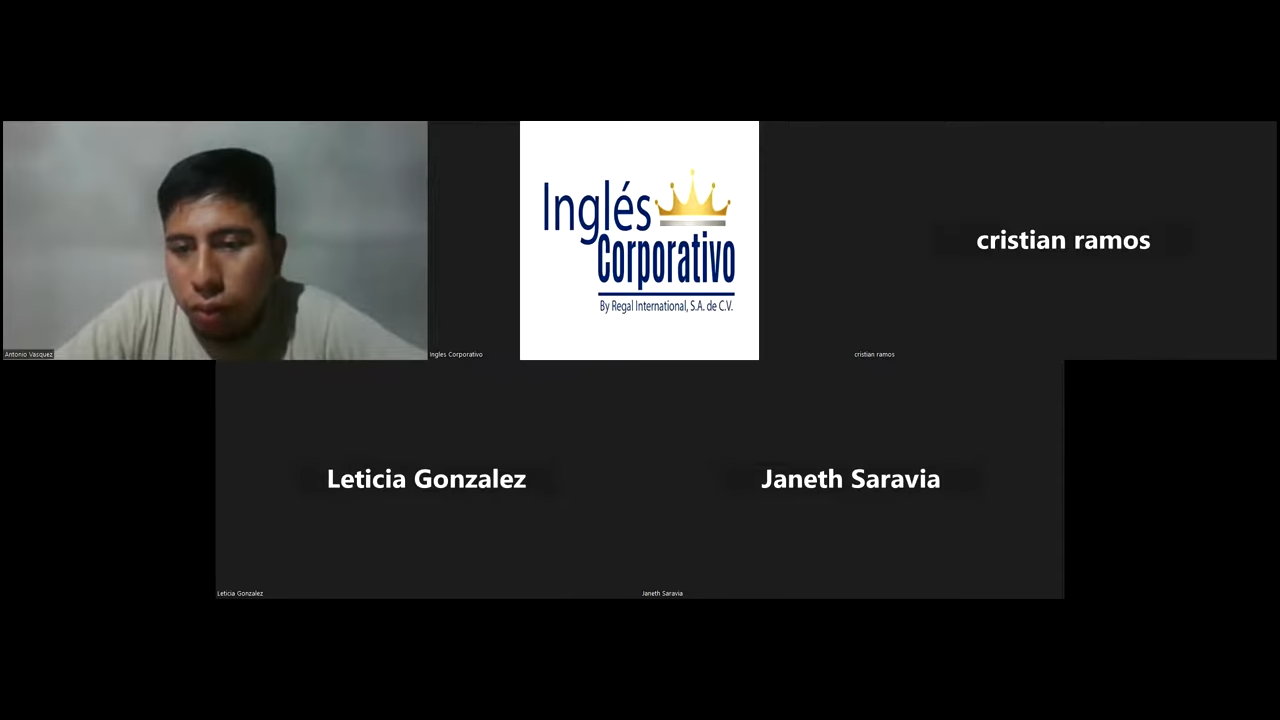 Inglés
Corporativo
By Regal International, S.A. de C.V.
cristian ramos
Antonio Vasquez
Ingles Corporativo
cristian ramos
Leticia Gonzalez
Janeth Saravia
Leticia Gonzalez
Janeth Saravia